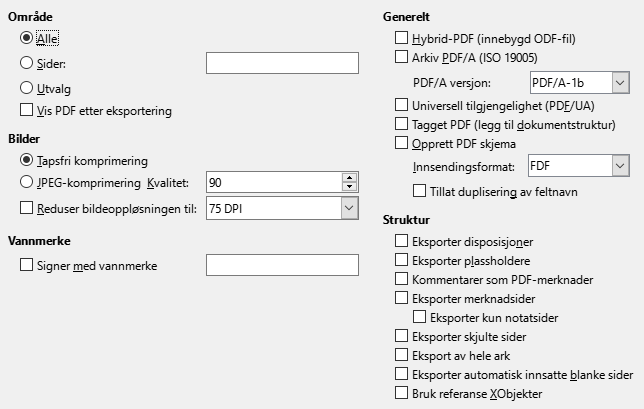 Område
Alle
Sider:
Utvalg
Vis PDF etter eksportering
Bilder
Tapsfri komprimering
JPEG-komprimering Kvalitet: 90
Reduser bildeoppløsningen til: 75 DPI
Vannmerke
Signer med vannmerke
Generelt
Hybrid-PDF (innebygd ODF-fil)
Arkiv PDF/A (ISO 19005)
PDF/A versjon: PDF/A-1b
Universell tilgjengelighet (PDF/UA)
Tagget PDF (legg til dokumentstruktur)
Opprett PDF skjema
Innsendingsformat: FDF
Tillat duplisering av feltnavn
Struktur
Eksporter disposisjoner
Eksporter plassholdere
Kommentarer som PDF-merknader
Eksporter merknadsider
Eksporter kun notatsider
Eksporter skjulte sider
Eksport av hele ark
Eksporter automatisk innsatte blanke sider
Bruk referanse XObjekter